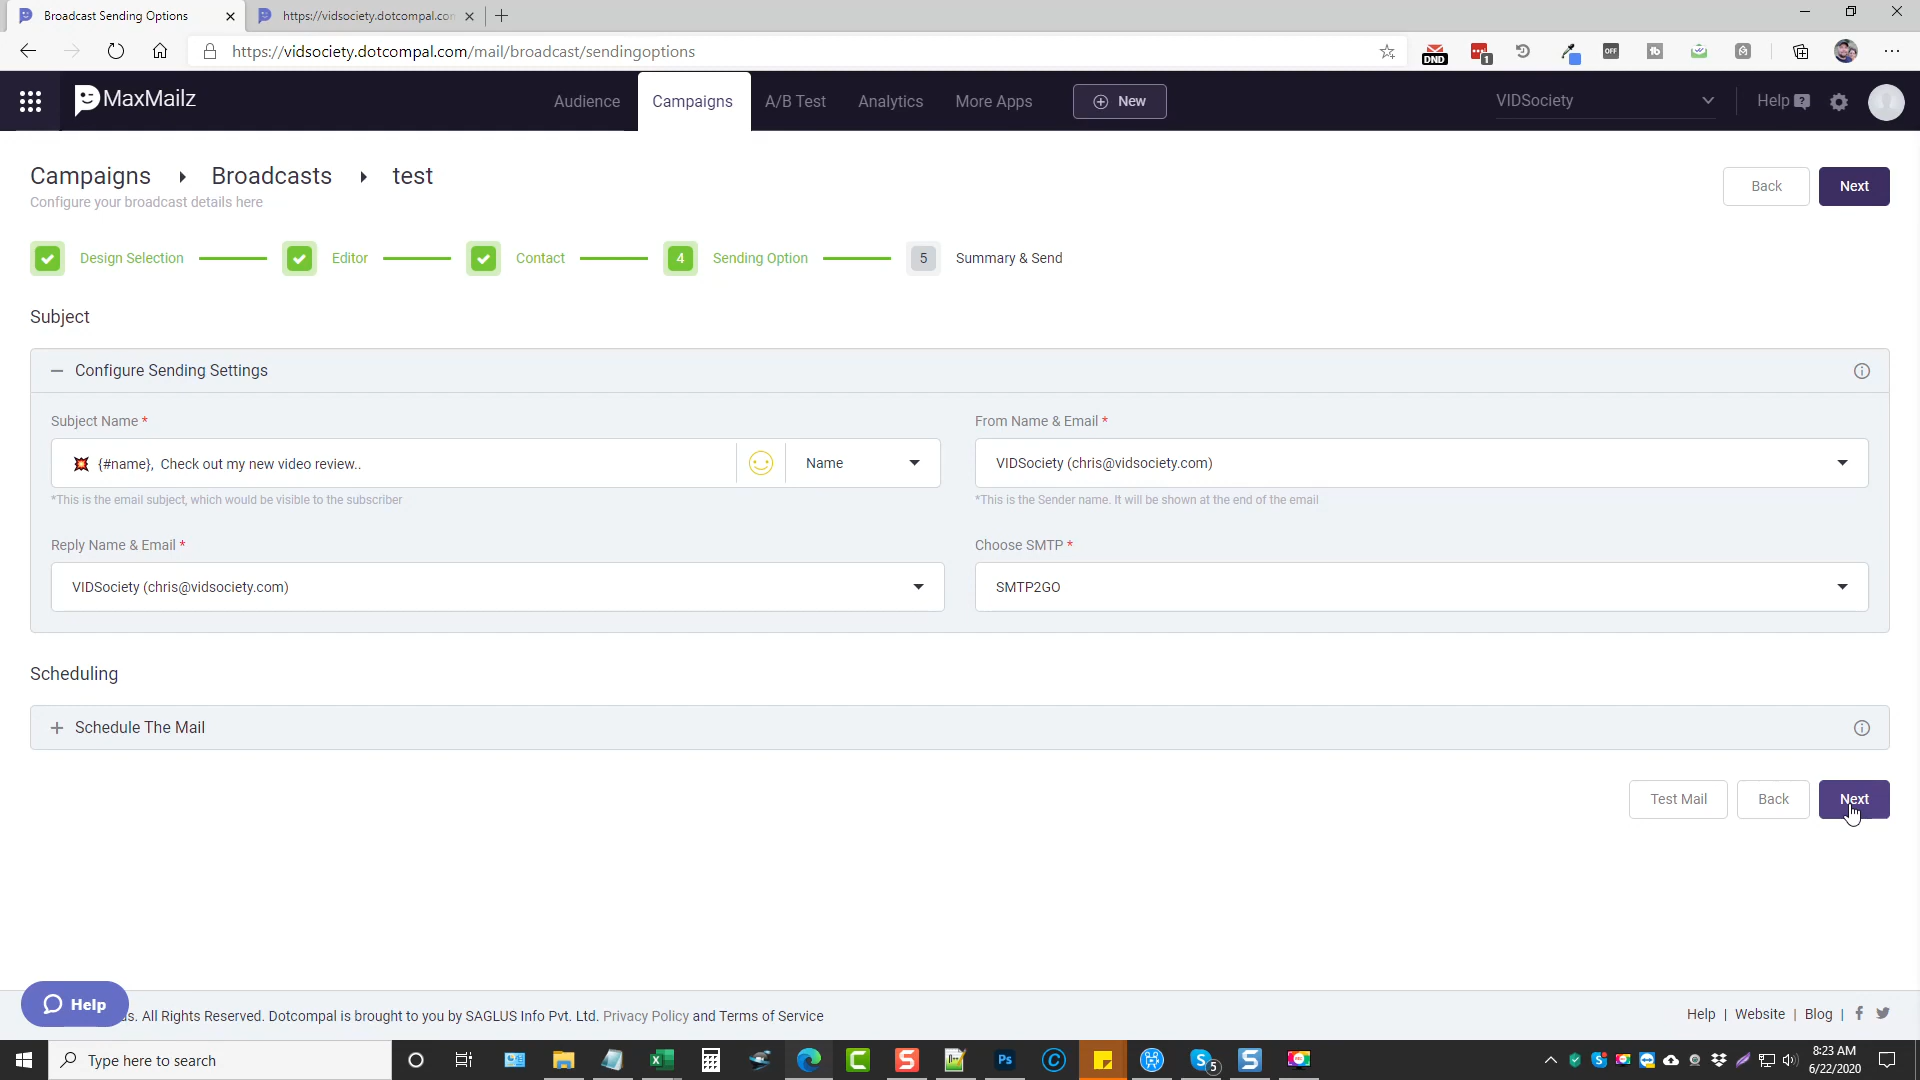 Broadcast Sending Options
https://vidsociety.dotcompal.com
https://vidsociety.dotcompal.com/mail/broadcast/sendingoptions
DND
1
OFF
MaxMailz
Audience
Campaigns
A/B Test
Analytics
More Apps
New
VIDSociety
Help
Campaigns
Broadcasts
test
Configure your broadcast details here
Back
Next
Design Selection
Editor
Contact
4
Sending Option
5
Summary & Send
Subject
Configure Sending Settings
Subject Name *
From Name & Email *
{#name},  Check out my new video review..
Name
VIDSociety (chris@vidsociety.com)
*This is the email subject, which would be visible to the subscriber
*This is the Sender name. It will be shown at the end of the email
Reply Name & Email *
Choose SMTP *
VIDSociety (chris@vidsociety.com)
SMTP2GO
Scheduling
Schedule The Mail
Test Mail
Back
Next
Help
s. All Rights Reserved. Dotcompal is brought to you by SAGLUS Info Pvt. Ltd. Privacy Policy and Terms of Service
Help | Website | Blog |
Type here to search
Ps
5
8:23 AM
6/22/2020